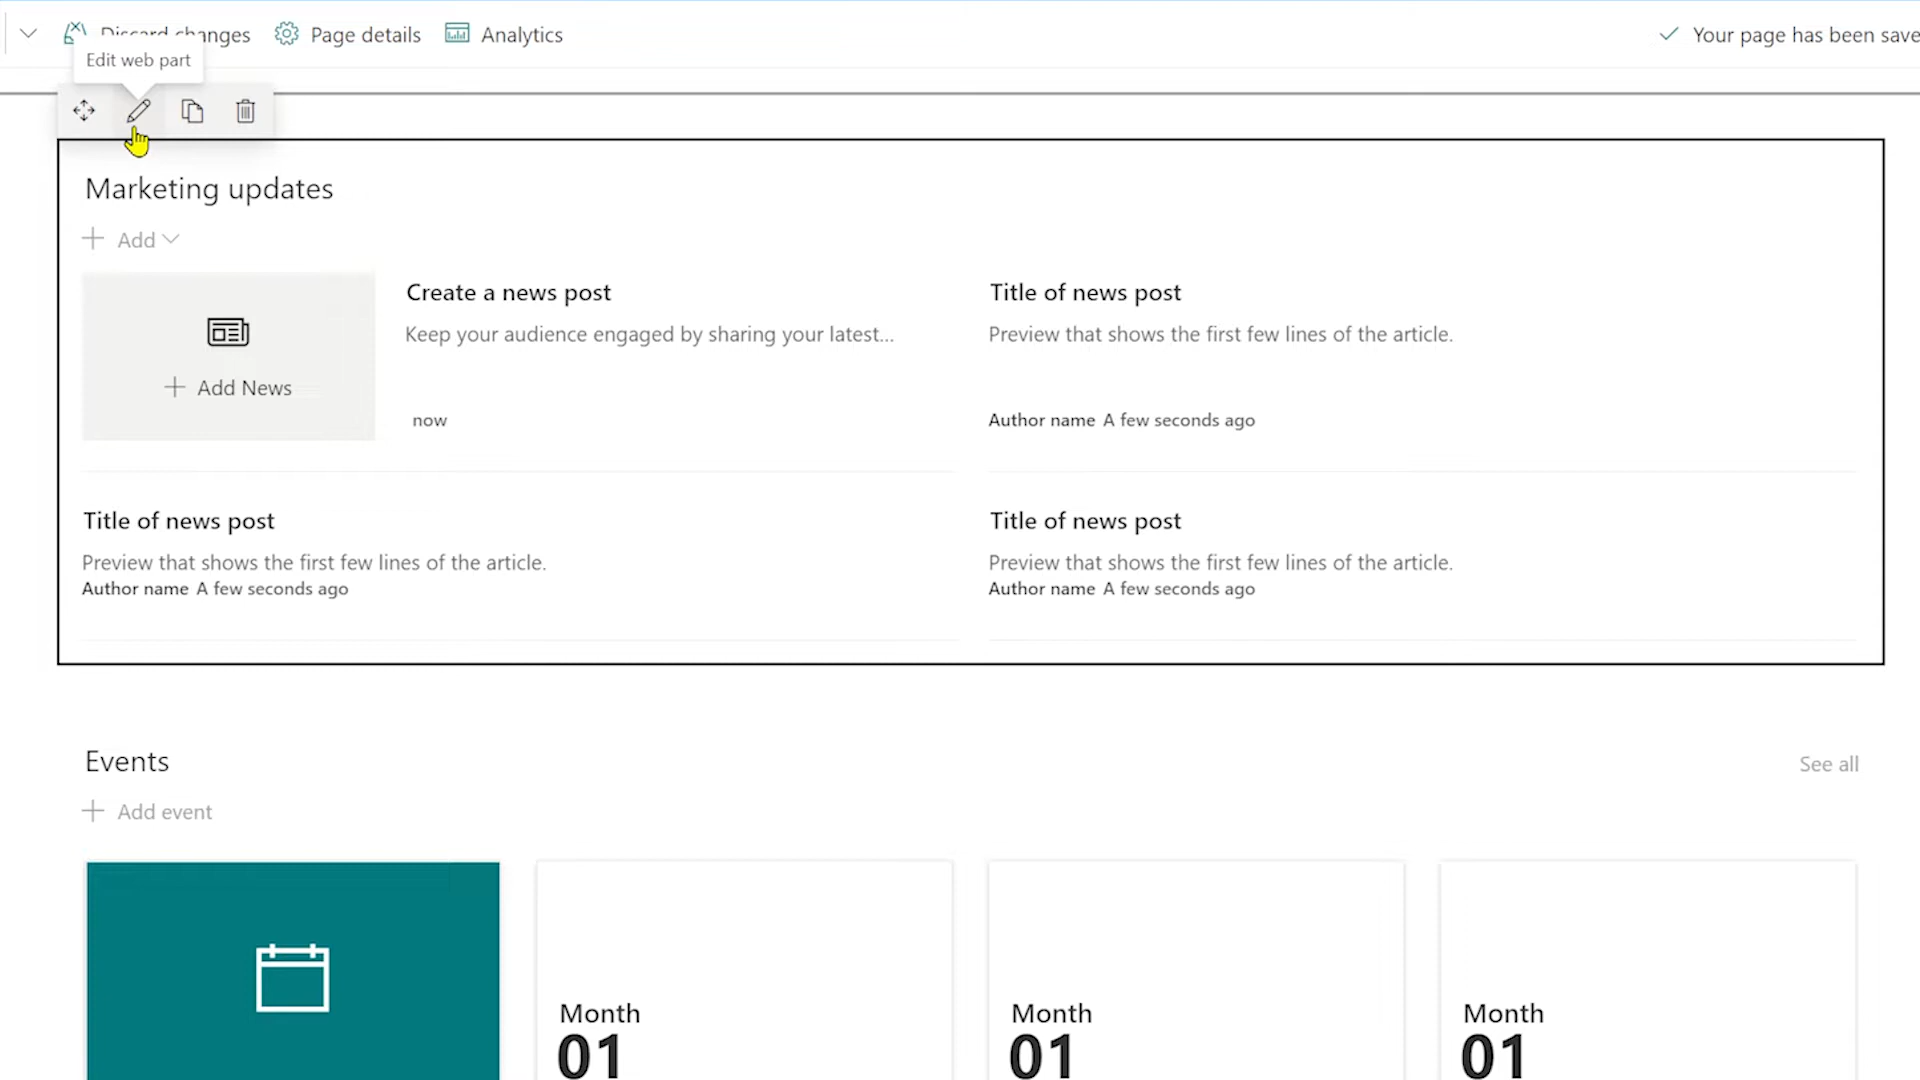 Discard changes
Page details
Analytics
Your page has been save
Edit web part
Marketing updates
Add
Add News
Create a news post
Keep your audience engaged by sharing your latest...
now
Title of news post
Preview that shows the first few lines of the article.
Author name A few seconds ago
Title of news post
Preview that shows the first few lines of the article.
Author name A few seconds ago
Title of news post
Preview that shows the first few lines of the article.
Author name A few seconds ago
Events
See all
Add event
Month
01
Month
01
Month
01